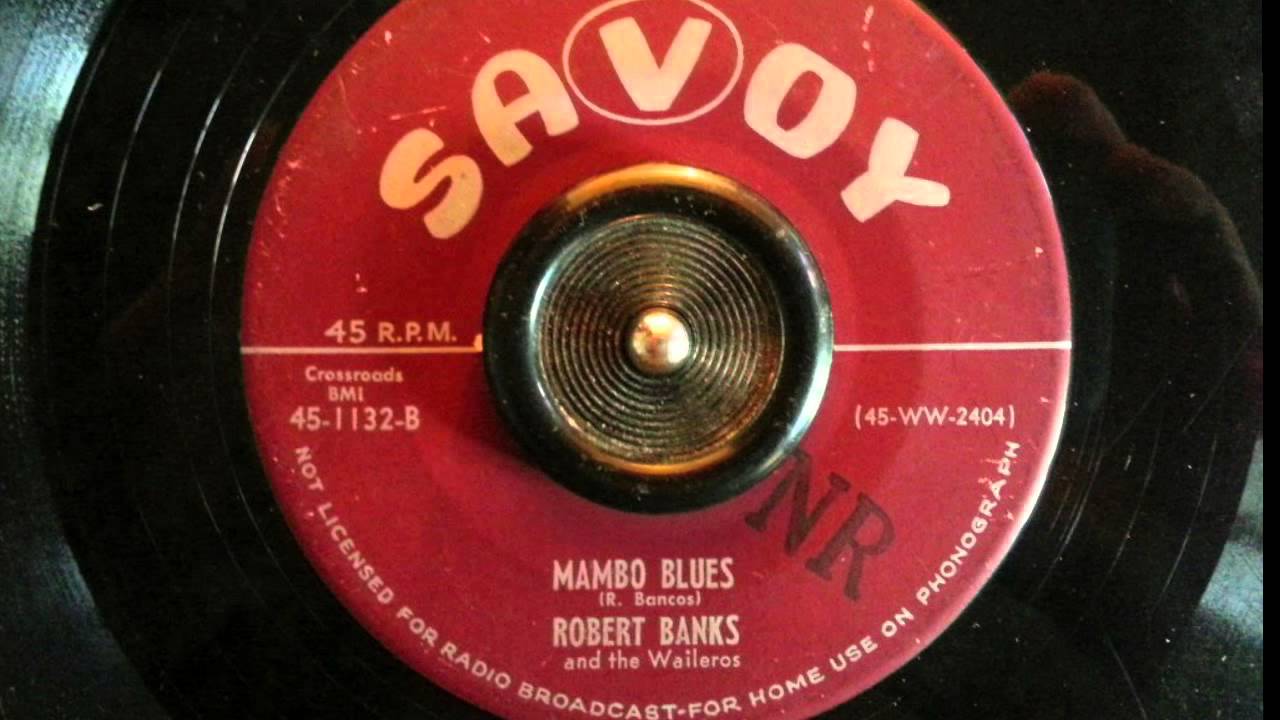 SAVOY
45 R.P.M.
Crossroads
BMI
45-1132-B
(45-WW-2404)
NR
MAMBO BLUES
(R. Bancos)
ROBERT BANKS
and the Waileros
NOT LICENSED FOR RADIO BROADCAST-FOR HOME USE ON PHONOGRAPH